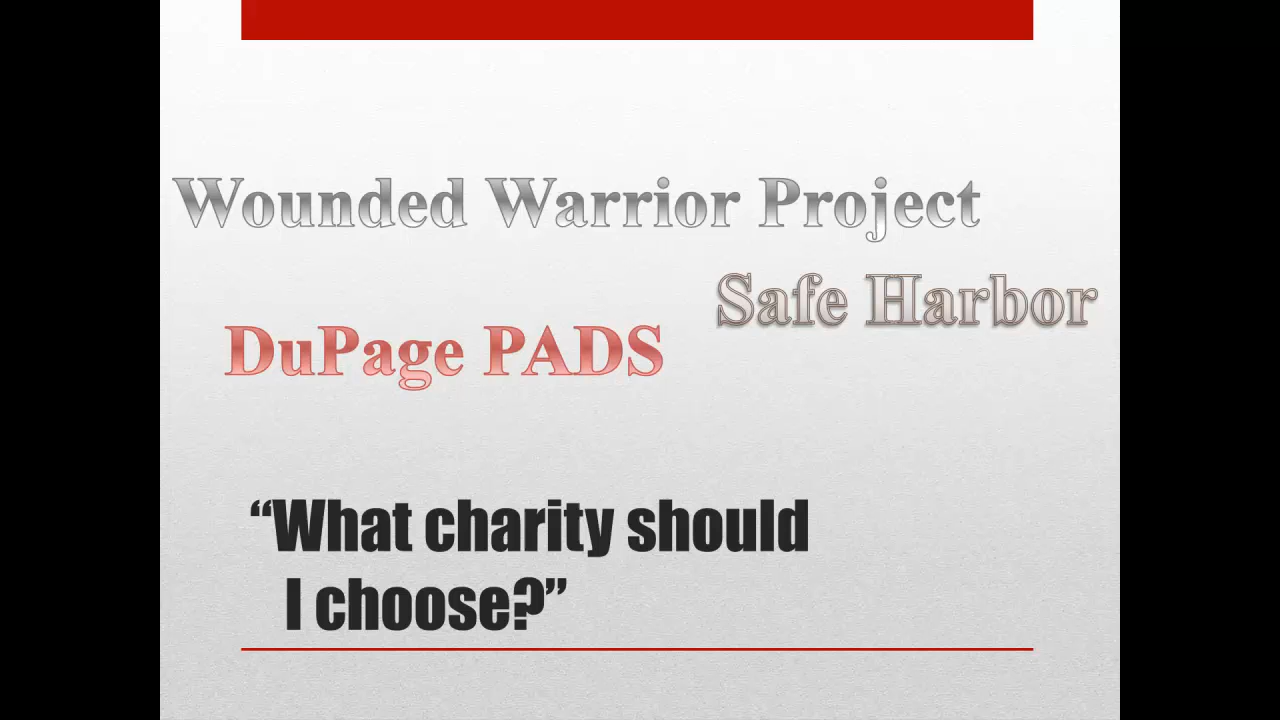 Wounded Warrior Project
Safe Harbor
DuPage PADS
“What charity should
I choose?”